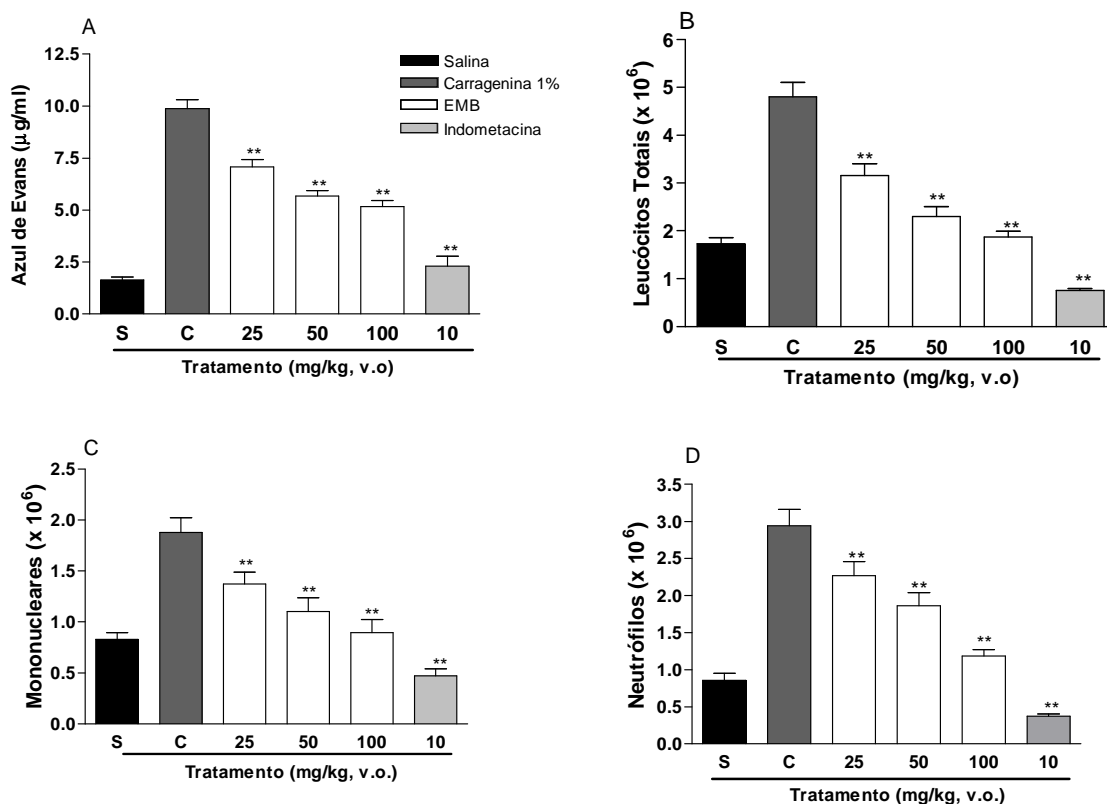 A
Azul de Evans (μg/ml)
12.5
10.0
7.5
5.0
2.5
0.0
Salina
Carragenina 1%
EMB
Indometacina
**
**
**
**
S C 25 50 100 10
Tratamento (mg/kg, v.o)
B
Leucócitos Totais (x 10⁶)
6
5
4
3
2
1
0
**
**
**
**
S C 25 50 100 10
Tratamento (mg/kg, v.o)
C
Mononucleares (x 10⁶)
2.5
2.0
1.5
1.0
0.5
0.0
**
**
**
**
S C 25 50 100 10
Tratamento (mg/kg, v.o.)
D
Neutrófilos (x 10⁶)
3.5
3.0
2.5
2.0
1.5
1.0
0.5
0.0
**
**
**
**
S C 25 50 100 10
Tratamento (mg/kg, v.o.)